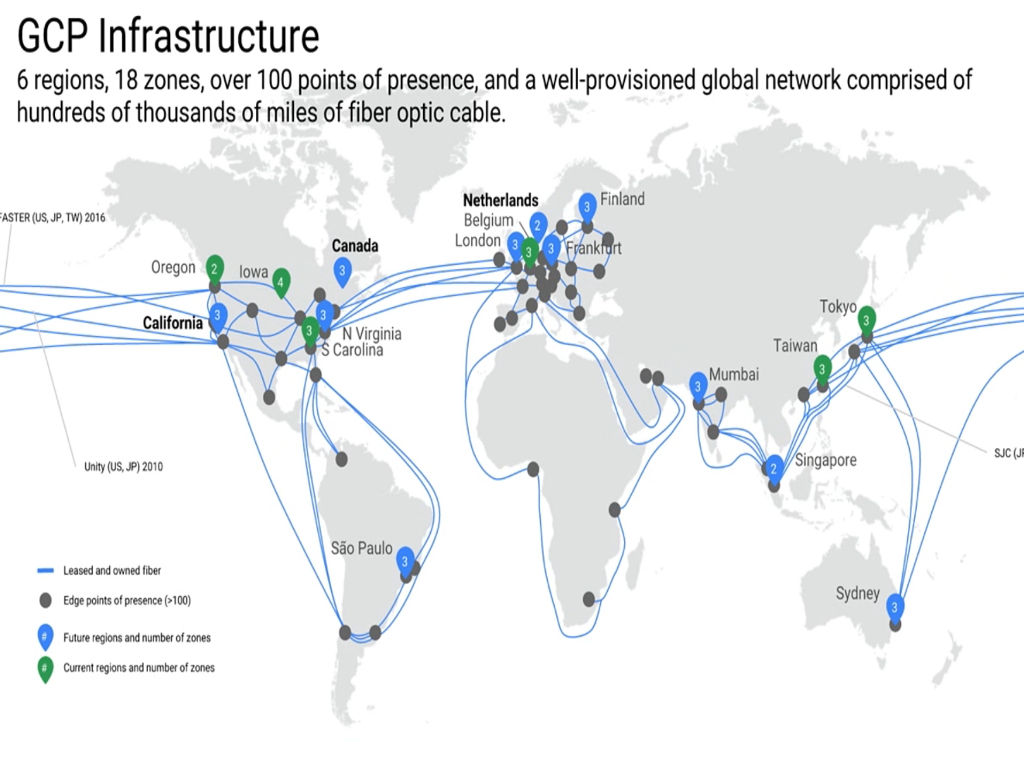 GCP Infrastructure
6 regions, 18 zones, over 100 points of presence, and a well-provisioned global network comprised of
hundreds of thousands of miles of fiber optic cable.
FASTER (US, JP, TW) 2016
Netherlands
2
3
Finland
Belgium
London
3
3
3
Frankfurt
Canada
3
Oregon
2
Iowa
4
California
3
3
3
N Virginia
S Carolina
Tokyo
3
Taiwan
3
Mumbai
3
Unity (US, JP) 2010
SJC (JP
2
Singapore
São Paulo
3
Sydney
3
Leased and owned fiber
Edge points of presence (>100)
# Future regions and number of zones
# Current regions and number of zones